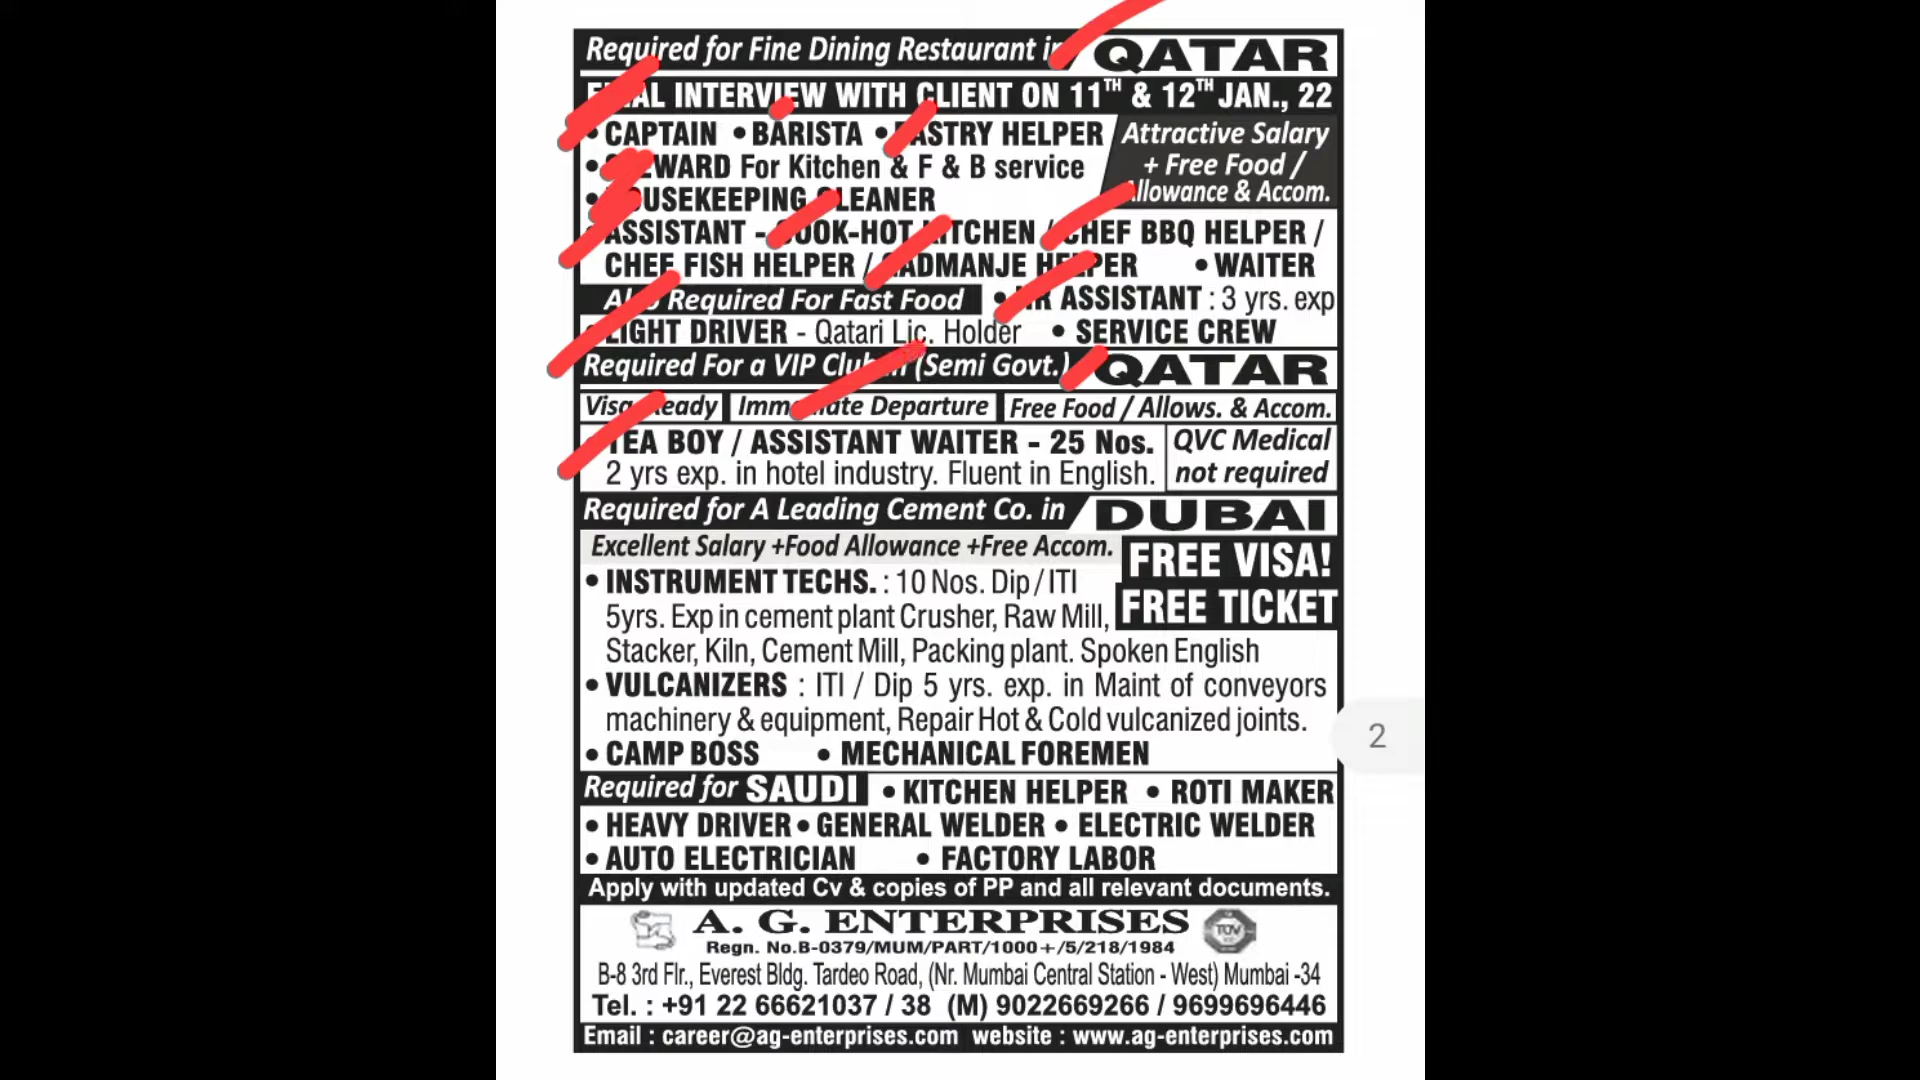 Required for Fine Dining Restaurant in QATAR
FINAL INTERVIEW WITH CLIENT ON 11TH & 12TH JAN., 22
• CAPTAIN • BARISTA • PASTRY HELPER
Attractive Salary
+ Free Food /
Allowance & Accom.
• STEWARD For Kitchen & F & B service
• HOUSEKEEPING CLEANER
• ASSISTANT - COOK-HOT KITCHEN / CHEF BBQ HELPER /
CHEF FISH HELPER / GADMANJE HELPER • WAITER
Also Required For Fast Food • HR ASSISTANT : 3 yrs. exp
• LIGHT DRIVER - Qatari Lic. Holder • SERVICE CREW
Required For a VIP Club in (Semi Govt.) QATAR
Visa Ready Immediate Departure Free Food / Allows. & Accom.
• TEA BOY / ASSISTANT WAITER - 25 Nos.
2 yrs exp. in hotel industry. Fluent in English.
QVC Medical
not required
Required for A Leading Cement Co. in DUBAI
Excellent Salary +Food Allowance +Free Accom.
FREE VISA!
FREE TICKET
• INSTRUMENT TECHS. : 10 Nos. Dip / ITI
5yrs. Exp in cement plant Crusher, Raw Mill,
Stacker, Kiln, Cement Mill, Packing plant. Spoken English
• VULCANIZERS : ITI / Dip 5 yrs. exp. in Maint of conveyors
machinery & equipment, Repair Hot & Cold vulcanized joints.
• CAMP BOSS • MECHANICAL FOREMEN
2
Required for SAUDI • KITCHEN HELPER • ROTI MAKER
• HEAVY DRIVER • GENERAL WELDER • ELECTRIC WELDER
• AUTO ELECTRICIAN • FACTORY LABOR
Apply with updated Cv & copies of PP and all relevant documents.
A. G. ENTERPRISES
TUV
Regn. No.B-0379/MUM/PART/1000+/5/218/1984
B-8 3rd Flr., Everest Bldg. Tardeo Road, (Nr. Mumbai Central Station - West) Mumbai -34
Tel. : +91 22 66621037 / 38 (M) 9022669266 / 9699696446
Email : career@ag-enterprises.com website : www.ag-enterprises.com